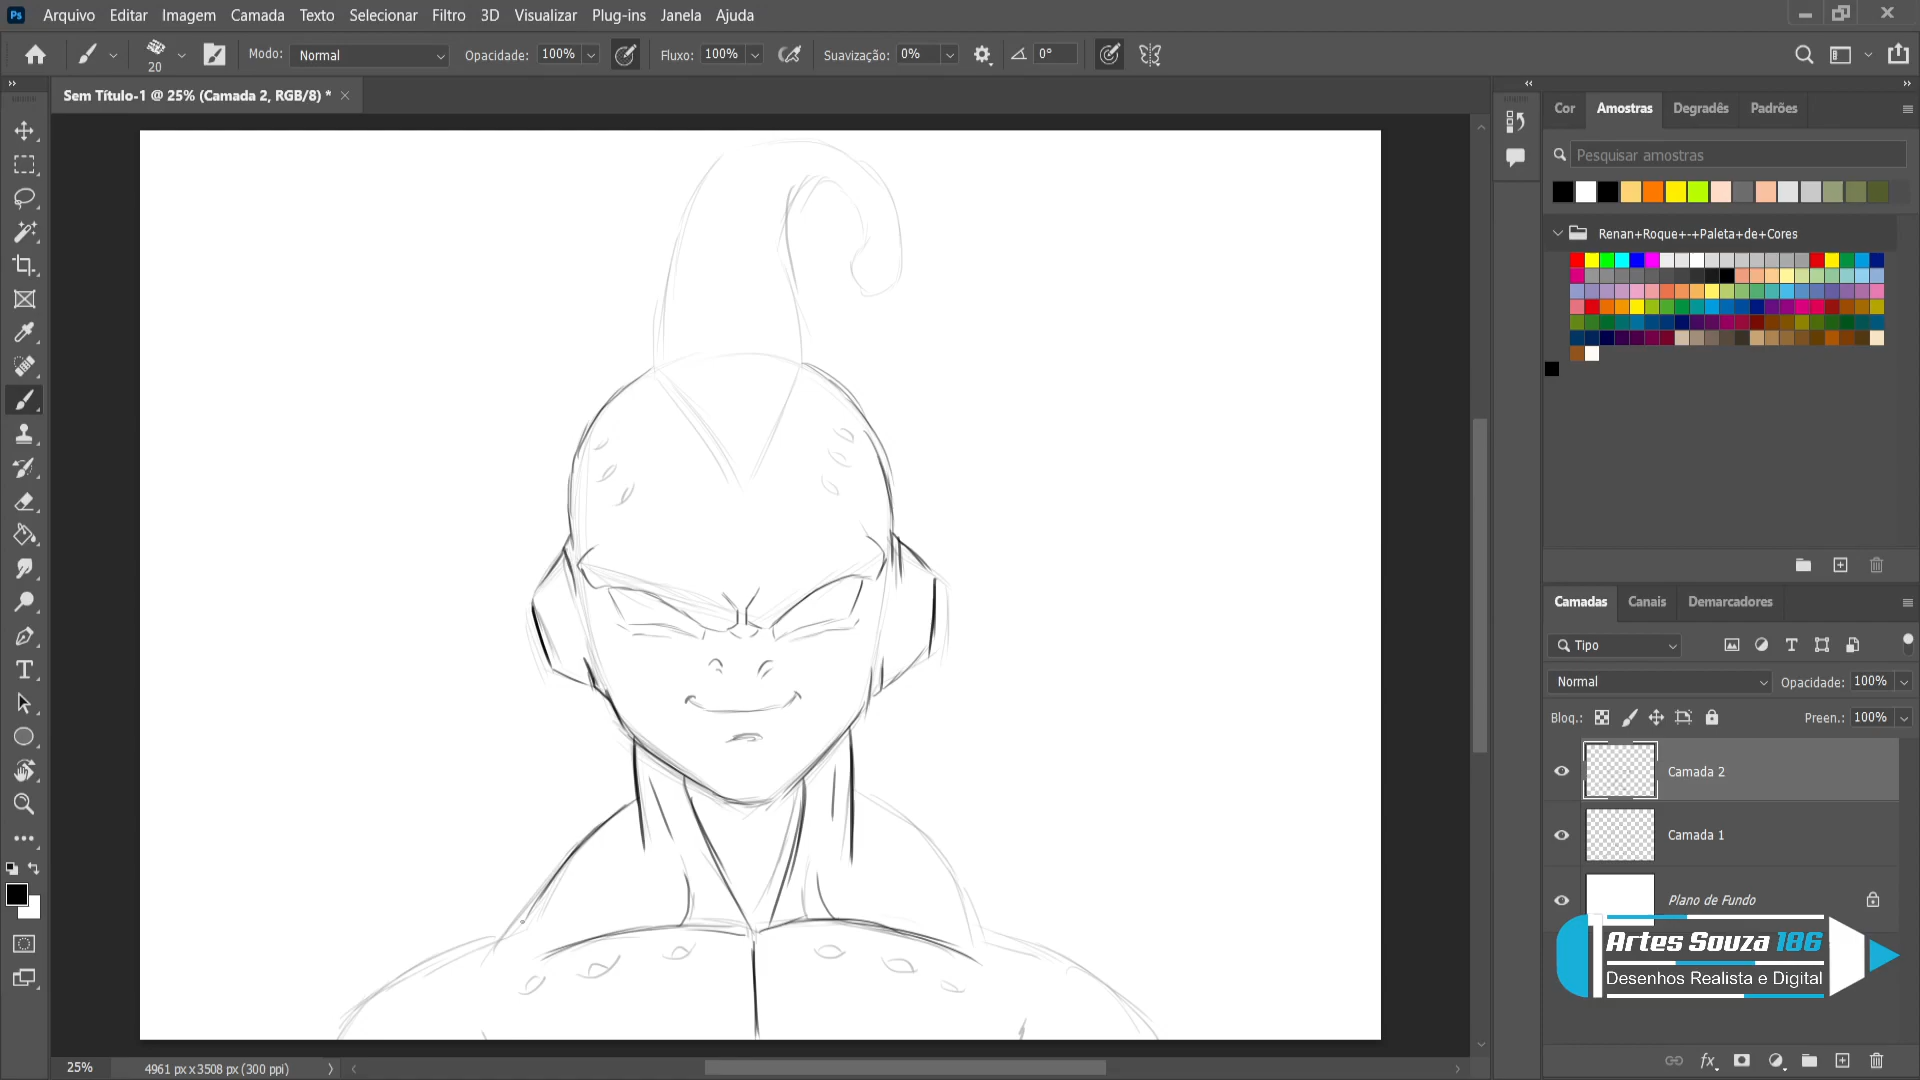 Ps Arquivo Editar Imagem Camada Texto Selecionar Filtro 3D Visualizar Plug-ins Janela Ajuda
20 Modo: Normal Opacidade: 100% Fluxo: 100% Suavização: 0% 0°
Sem Título-1 @ 25% (Camada 2, RGB/8) *
Cor Amostras Degradês Padrões
Pesquisar amostras
Renan+Roque+-+Paleta+de+Cores
Camadas Canais Demarcadores
Tipo
Normal Opacidade: 100%
Bloq.: Preen.: 100%
Camada 2
Camada 1
Plano de Fundo
Artes Souza 186
Desenhos Realista e Digital
25% 4961 px x 3508 px (300 ppi)